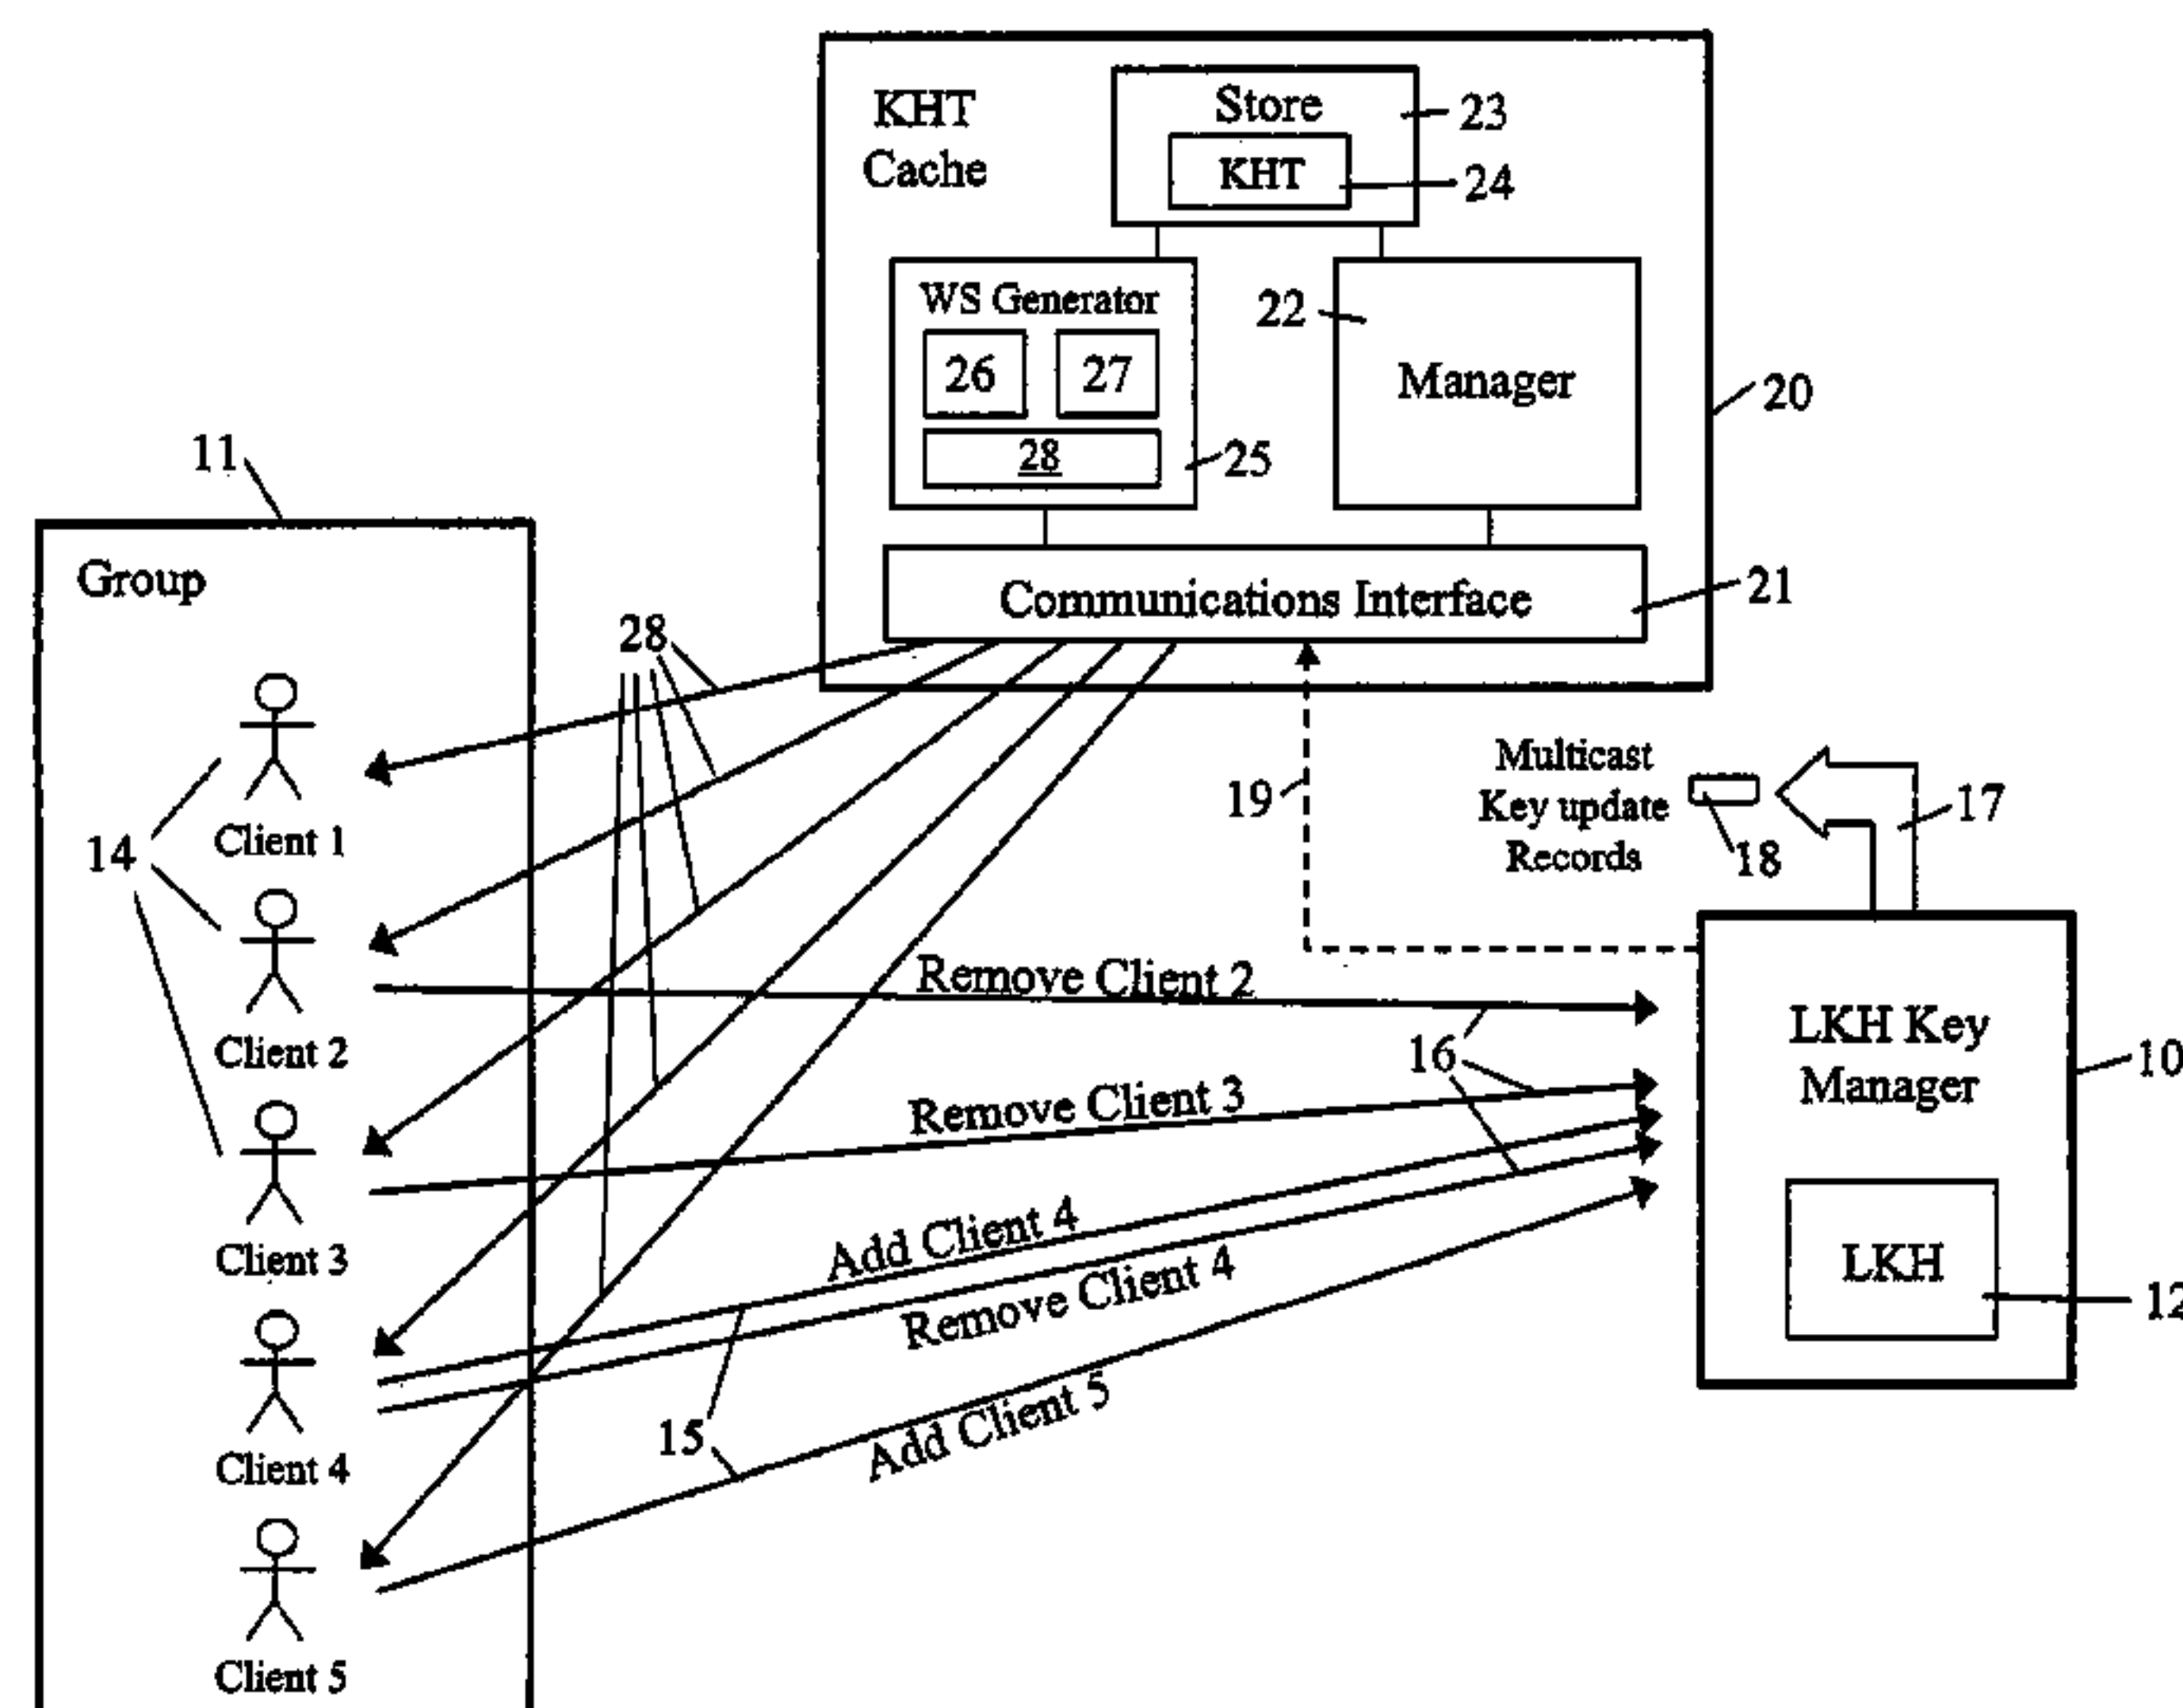 KHT
Cache
Store
23
KHT
24
WS Generator
22
26
27
Manager
20
28
25
11
Group
Communications Interface
21
28
Multicast
Key update
Records
19
17
18
Client 1
14
Client 2
Remove Client 2
16
LKH Key
Manager
10
Remove Client 3
Client 3
Add Client 4
Remove Client 4
LKH
12
15
Add Client 5
Client 4
Client 5